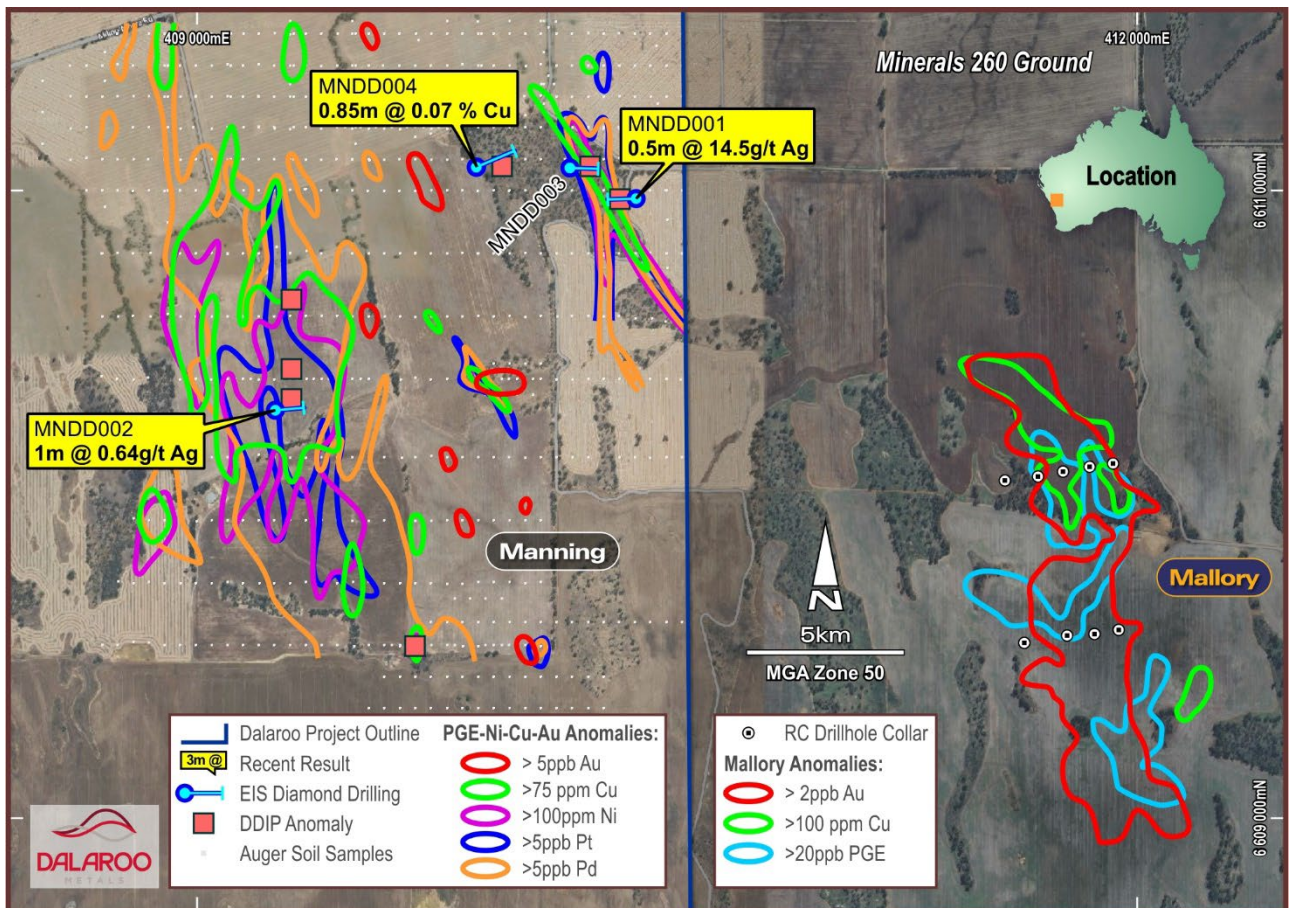 409 000mE
412 000mE
Minerals 260 Ground
MNDD004
0.85m @ 0.07 % Cu
MNDD001
0.5m @ 14.5g/t Ag
MNDD003
Location
6 611 000mN
MNDD002
1m @ 0.64g/t Ag
Manning
Mallory
N
5km
MGA Zone 50
6 609 000mN
Dalaroo Project Outline
3m @
Recent Result
EIS Diamond Drilling
DDIP Anomaly
Auger Soil Samples
PGE-Ni-Cu-Au Anomalies:
> 5ppb Au
>75 ppm Cu
>100ppm Ni
>5ppb Pt
>5ppb Pd
RC Drillhole Collar
Mallory Anomalies:
> 2ppb Au
>100 ppm Cu
>20ppb PGE
DALAROO
METALS